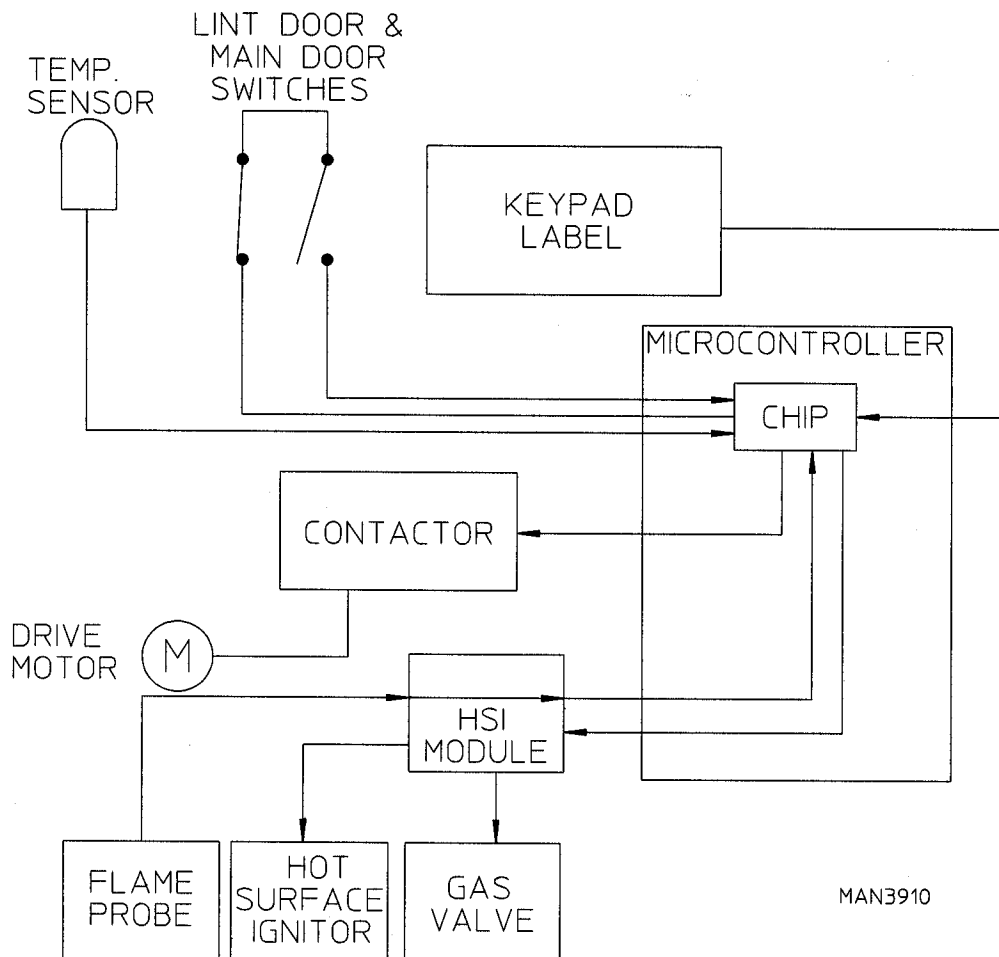 LINT DOOR &
MAIN DOOR
SWITCHES
TEMP.
SENSOR
KEYPAD
LABEL
MICROCONTROLLER
CHIP
CONTACTOR
DRIVE
MOTOR
M
HSI
MODULE
FLAME
PROBE
HOT
SURFACE
IGNITOR
GAS
VALVE
MAN3910